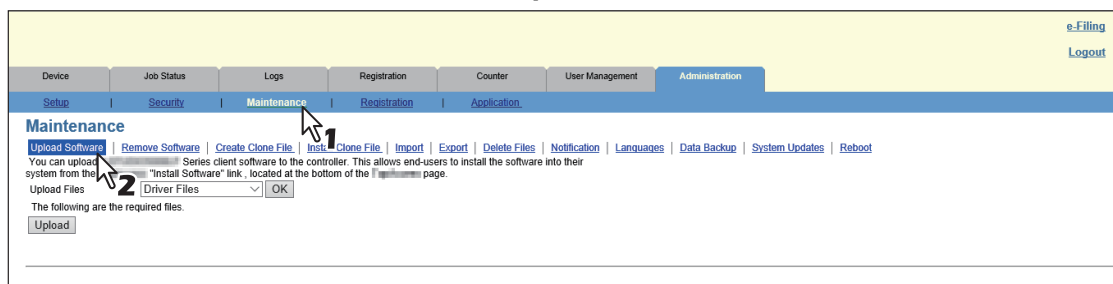 e-Filing
Logout
Device Job Status Logs Registration Counter User Management Administration
Setup | Security | Maintenance | Registration | Application
1
Maintenance
Upload Software | Remove Software | Create Clone File | Install Clone File | Import | Export | Delete Files | Notification | Languages | Data Backup | System Updates | Reboot
You can upload Series client software to the controller. This allows end-users to install the software into their
system from the "Install Software" link , located at the bottom of the page.
2
Upload Files Driver Files OK
The following are the required files.
Upload